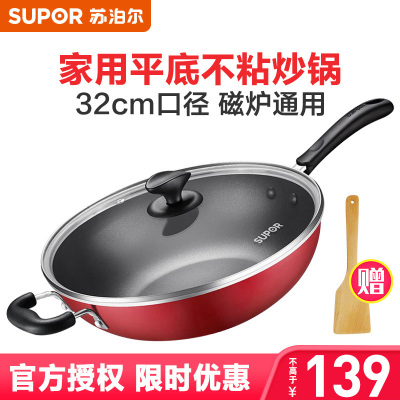 SUPOR 苏泊尔
家用平底不粘炒锅
32cm口径 磁炉通用
SUPOR
赠
官方授权 限时优惠
不高于¥139